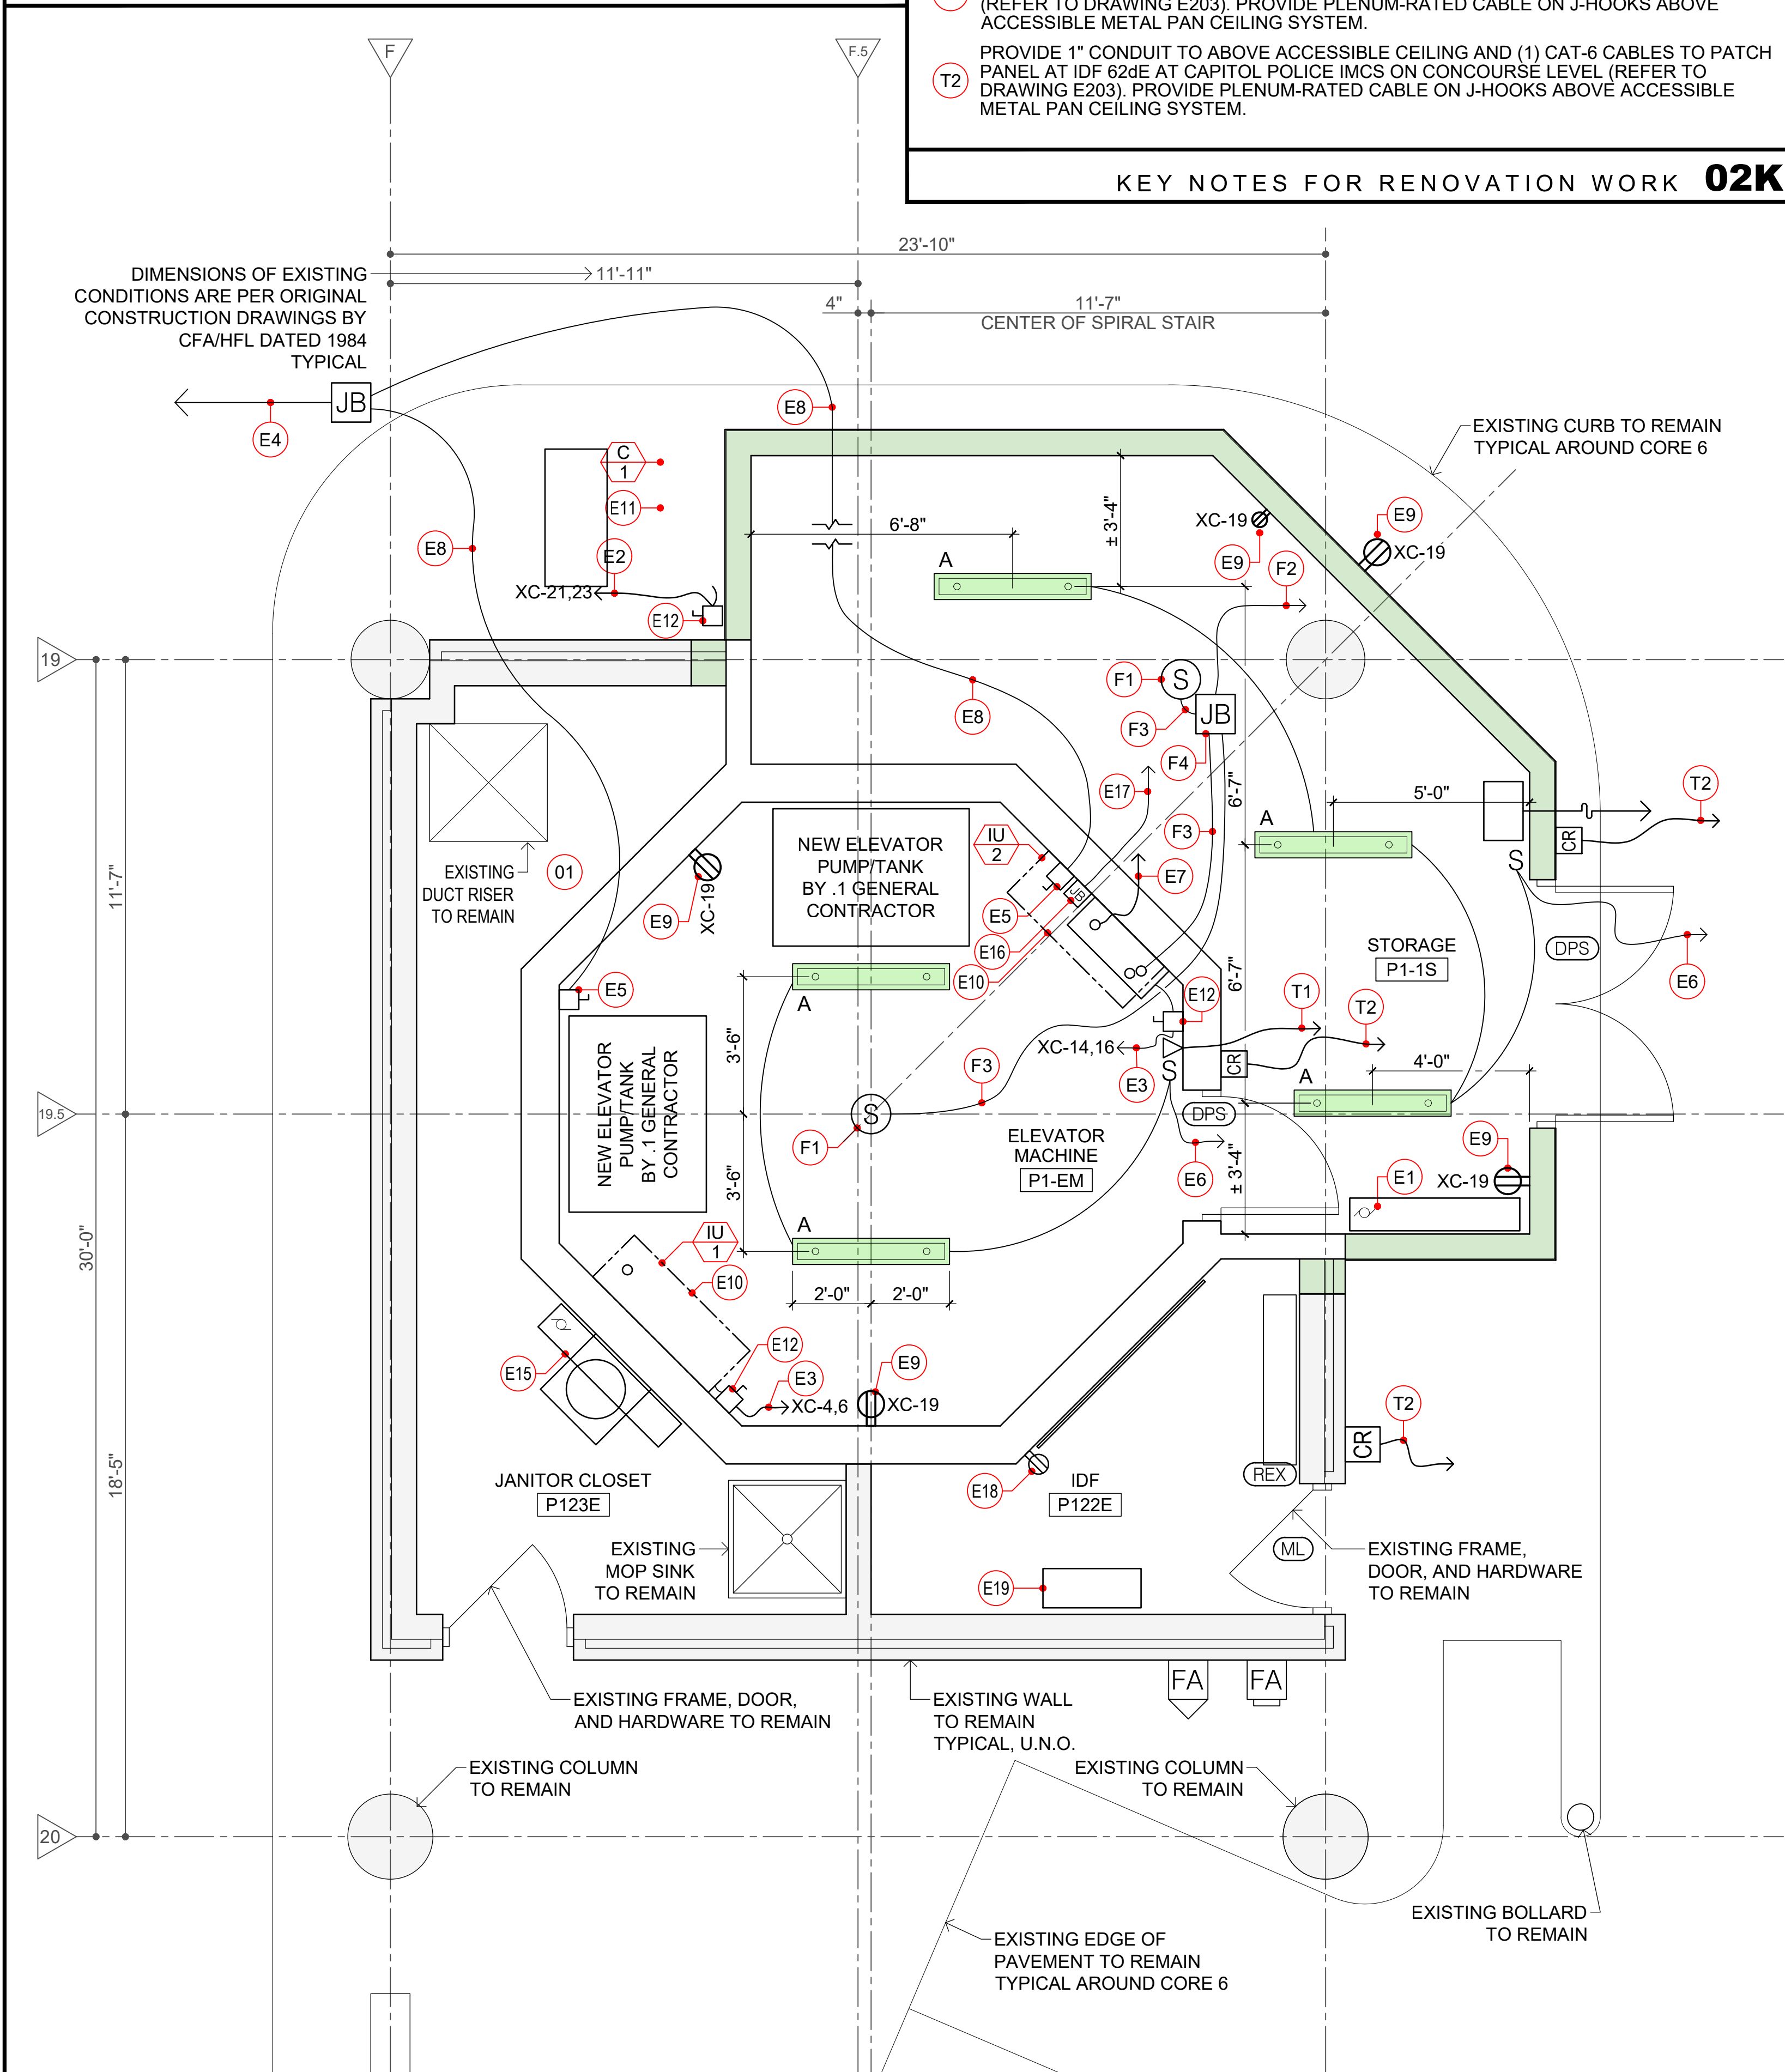 (REFER TO DRAWING E203). PROVIDE PLENUM-RATED CABLE ON J-HOOKS ABOVE
ACCESSIBLE METAL PAN CEILING SYSTEM.
T2
PROVIDE 1" CONDUIT TO ABOVE ACCESSIBLE CEILING AND (1) CAT-6 CABLES TO PATCH
PANEL AT IDF 62dE AT CAPITOL POLICE IMCS ON CONCOURSE LEVEL (REFER TO
DRAWING E203). PROVIDE PLENUM-RATED CABLE ON J-HOOKS ABOVE ACCESSIBLE
METAL PAN CEILING SYSTEM.
KEY NOTES FOR RENOVATION WORK 02K
F
F.5
23'-10"
11'-11"
4"
11'-7"
CENTER OF SPIRAL STAIR
DIMENSIONS OF EXISTING
CONDITIONS ARE PER ORIGINAL
CONSTRUCTION DRAWINGS BY
CFA/HFL DATED 1984
TYPICAL
JB
E4
E8
E8
EXISTING CURB TO REMAIN
TYPICAL AROUND CORE 6
C
1
E11
E2
XC-21,23
E12
6'-8"
± 3'-4"
A
XC-19
E9
E9
XC-19
F2
19
F1
S
F3
JB
F4
E8
E17
F3
6'-7"
5'-0"
T2
A
CR
S
EXISTING
DUCT RISER
TO REMAIN
01
E9
XC-19
NEW ELEVATOR
PUMP/TANK
BY .1 GENERAL
CONTRACTOR
IU
2
E5
JB
E16
E10
E7
STORAGE
P1-1S
DPS
E6
11'-7"
E5
A
3'-6"
6'-7"
E12
T1
T2
XC-14,16
E3
S
CR
4'-0"
A
19.5
NEW ELEVATOR
PUMP/TANK
BY .1 GENERAL
CONTRACTOR
F3
S
F1
DPS
ELEVATOR
MACHINE
P1-EM
E6
± 3'-4"
E9
XC-19
E1
3'-6"
A
30'-0"
IU
1
E10
2'-0"
2'-0"
E15
E12
E3
XC-4,6
E9
XC-19
T2
CR
18'-5"
JANITOR CLOSET
P123E
E18
IDF
P122E
REX
EXISTING
MOP SINK
TO REMAIN
ML
EXISTING FRAME,
DOOR, AND HARDWARE
TO REMAIN
E19
FA
FA
EXISTING FRAME, DOOR,
AND HARDWARE TO REMAIN
EXISTING WALL
TO REMAIN
TYPICAL, U.N.O.
EXISTING COLUMN
TO REMAIN
EXISTING COLUMN
TO REMAIN
20
EXISTING BOLLARD
TO REMAIN
EXISTING EDGE OF
PAVEMENT TO REMAIN
TYPICAL AROUND CORE 6